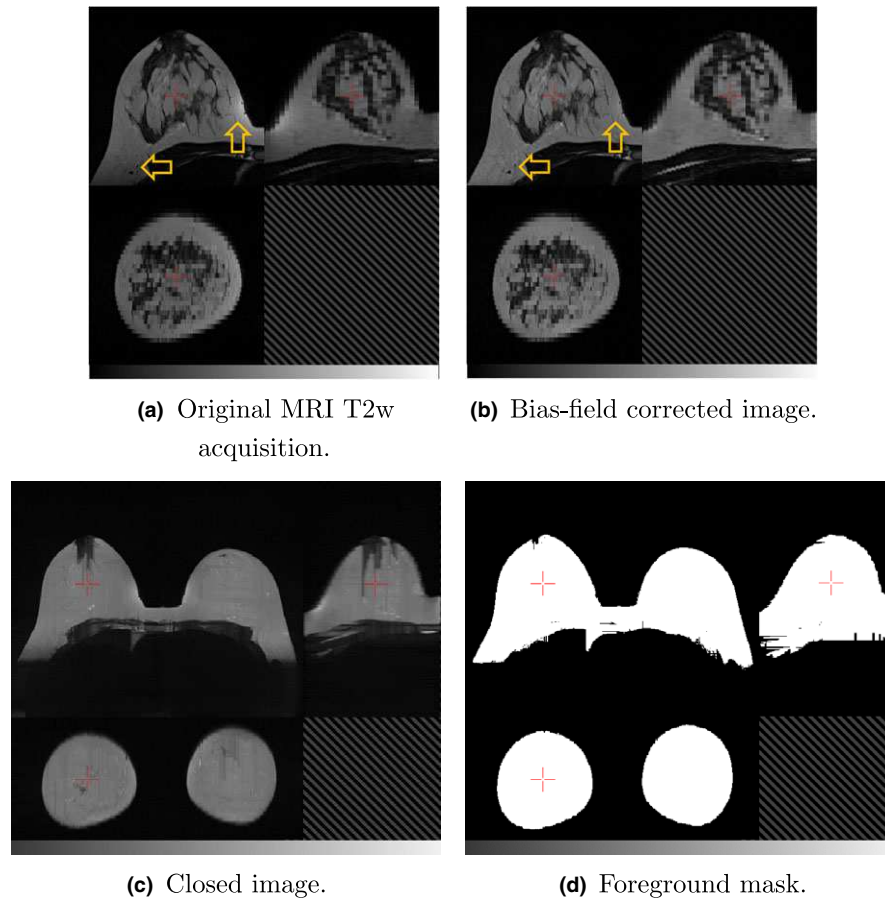 (a) Original MRI T2w
acquisition.
(b) Bias-field corrected image.
(c) Closed image.
(d) Foreground mask.